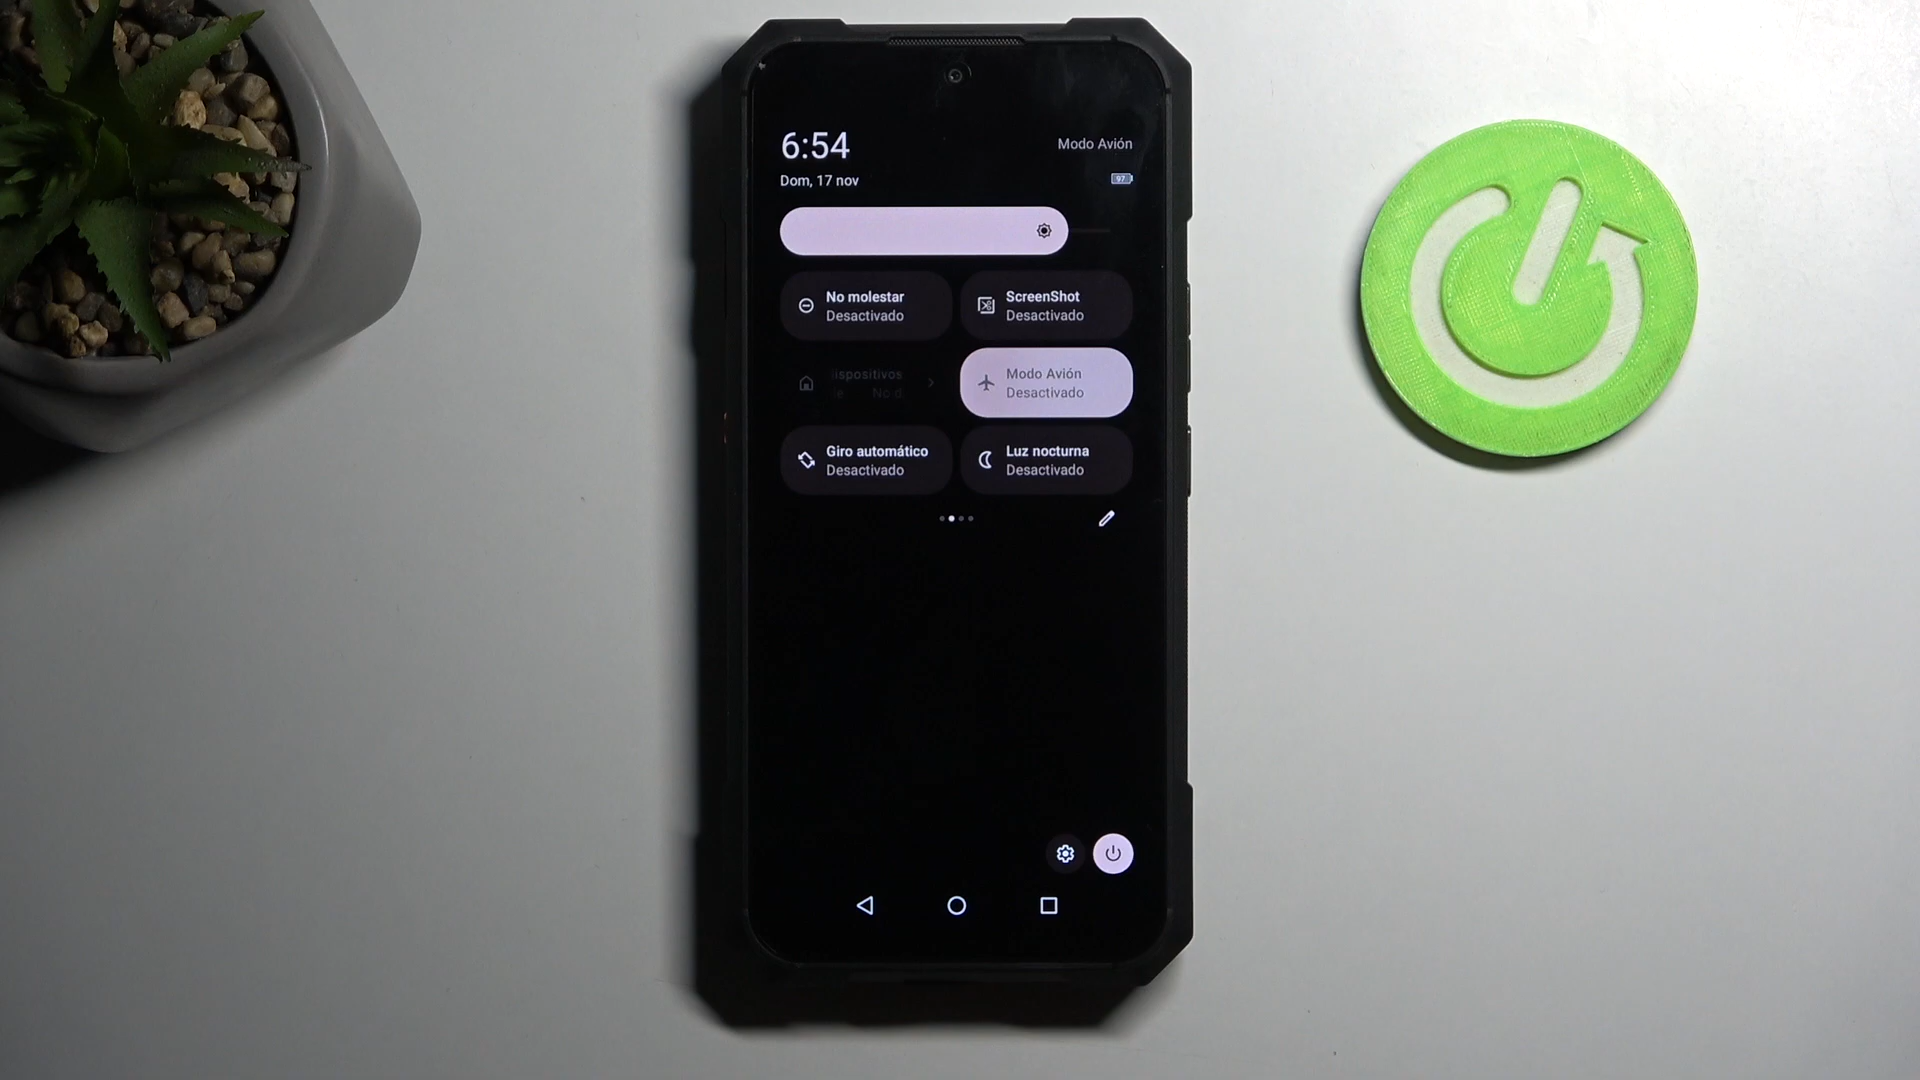 6:54
Modo Avión
Dom, 17 nov
97
No molestar
Desactivado
ScreenShot
Desactivado
Modo Avión
Desactivado
Giro automático
Desactivado
Luz nocturna
Desactivado